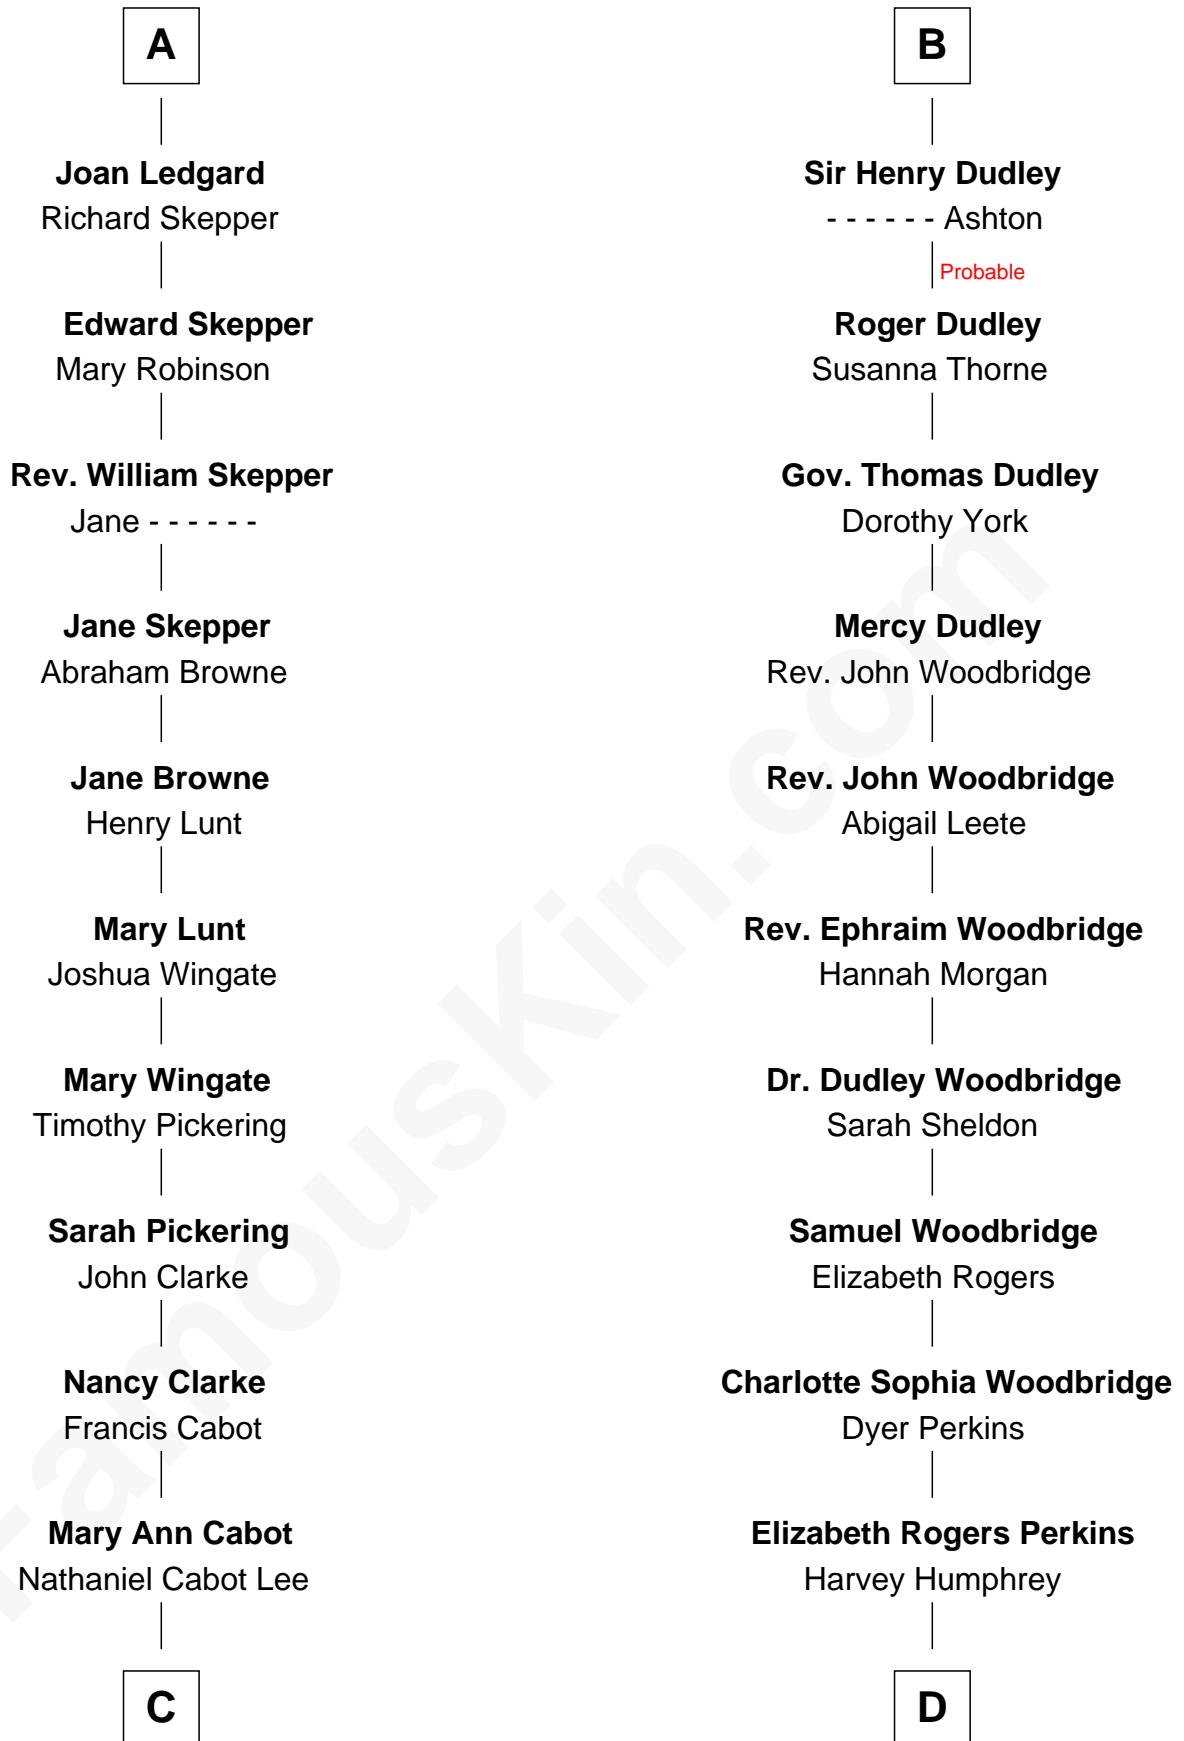 A
Joan Ledgard
Richard Skepper
Edward Skepper
Mary Robinson
Rev. William Skepper
Jane - - - - - -
Jane Skepper
Abraham Browne
Jane Browne
Henry Lunt
Mary Lunt
Joshua Wingate
Mary Wingate
Timothy Pickering
Sarah Pickering
John Clarke
Nancy Clarke
Francis Cabot
Mary Ann Cabot
Nathaniel Cabot Lee
C
B
Sir Henry Dudley
- - - - - - Ashton
Probable
Roger Dudley
Susanna Thorne
Gov. Thomas Dudley
Dorothy York
Mercy Dudley
Rev. John Woodbridge
Rev. John Woodbridge
Abigail Leete
Rev. Ephraim Woodbridge
Hannah Morgan
Dr. Dudley Woodbridge
Sarah Sheldon
Samuel Woodbridge
Elizabeth Rogers
Charlotte Sophia Woodbridge
Dyer Perkins
Elizabeth Rogers Perkins
Harvey Humphrey
D
FamousKin.com